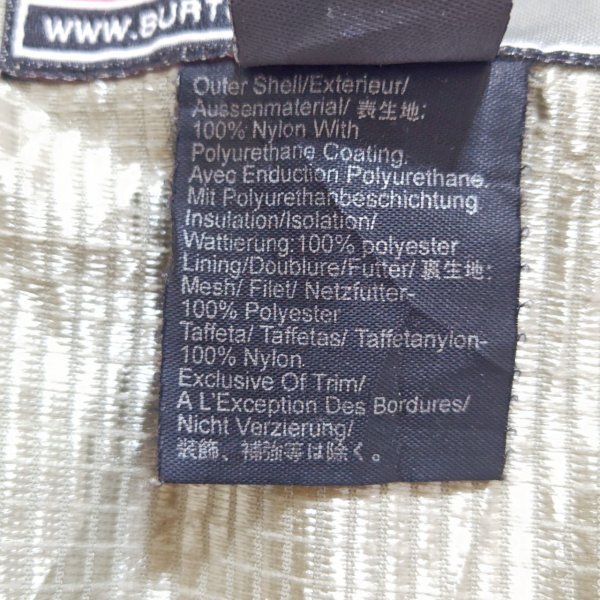 WWW.BURT
Outer Shell/Exterieur/
Aussenmaterial/ 表生地:
100% Nylon With
Polyurethane Coating.
Avec Enduction Polyurethane.
Mit Polyurethanbeschichtung
Insulation/Isolation/
Wattierung:100% polyester
Lining/Doublure/Futter/ 裏生地:
Mesh/ Filet/ Netzfutter-
100% Polyester
Taffeta/ Taffetas/ Taffetanylon-
100% Nylon.
Exclusive Of Trim/
A L'Exception Des Bordures/
Nicht Verzierung/
装飾、補強等は除く。